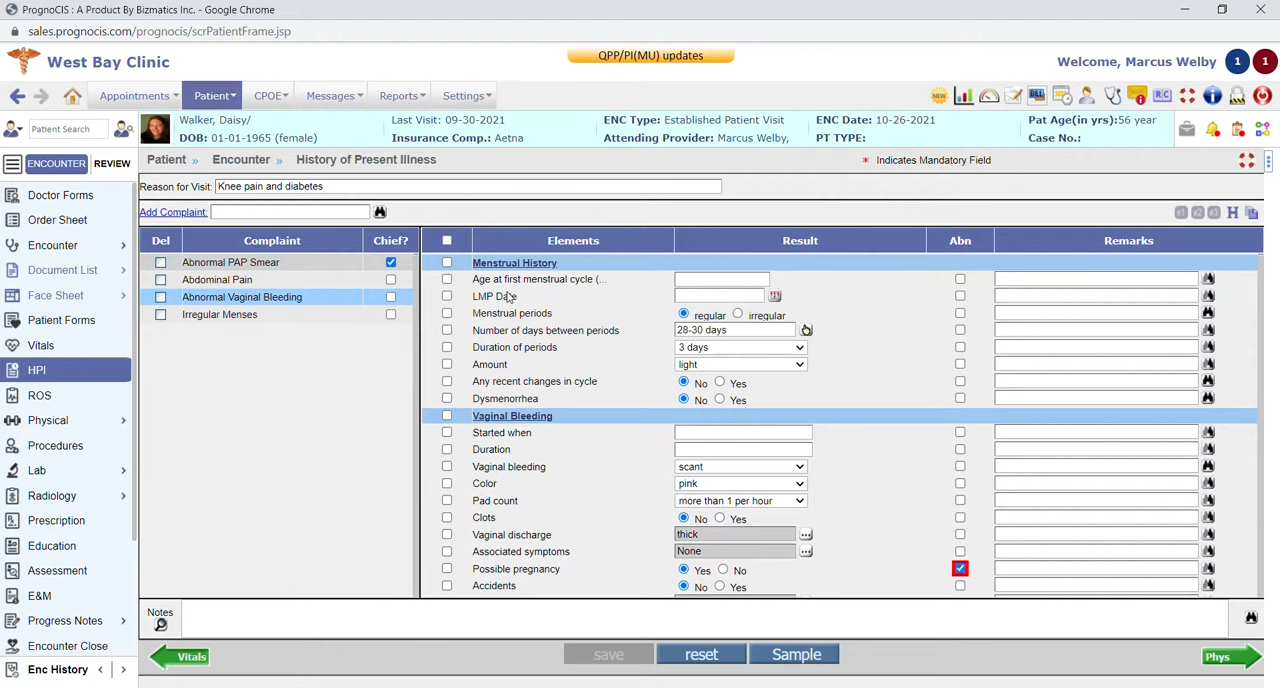 PrognoCIS : A Product By Bizmatics Inc. - Google Chrome
sales.prognocis.com/prognocis/scrPatientFrame.jsp
West Bay Clinic
QPP/PI(MU) updates
Welcome, Marcus Welby 1 1
Appointments Patient CPOE Messages Reports Settings NEW BILL RC
Patient Search
Walker, Daisy/ Last Visit: 09-30-2021 ENC Type: Established Patient Visit ENC Date: 10-26-2021 Pat Age(in yrs):56 year
DOB: 01-01-1965 (female) Insurance Comp.: Aetna Attending Provider: Marcus Welby, PT TYPE: Case No.:
ENCOUNTER REVIEW Patient » Encounter » History of Present Illness * Indicates Mandatory Field
Reason for Visit: Knee pain and diabetes
Add Complaint: #1 #2 #3 H
Del Complaint Chief? Elements Result Abn Remarks
Abnormal PAP Smear
Abdominal Pain
Abnormal Vaginal Bleeding
Irregular Menses
Menstrual History
Age at first menstrual cycle (...
LMP Date
Menstrual periods regular irregular
Number of days between periods 28-30 days
Duration of periods 3 days
Amount light
Any recent changes in cycle No Yes
Dysmenorrhea No Yes
Vaginal Bleeding
Started when
Duration
Vaginal bleeding scant
Color pink
Pad count more than 1 per hour
Clots No Yes
Vaginal discharge thick ...
Associated symptoms None ...
Possible pregnancy Yes No
Accidents No Yes
Doctor Forms
Order Sheet
Encounter
Document List
Face Sheet
Patient Forms
Vitals
HPI
ROS
Physical
Procedures
Lab
Radiology
Prescription
Education
Assessment
E&M
Progress Notes
Encounter Close
Enc History
Notes
Vitals save reset Sample Phys